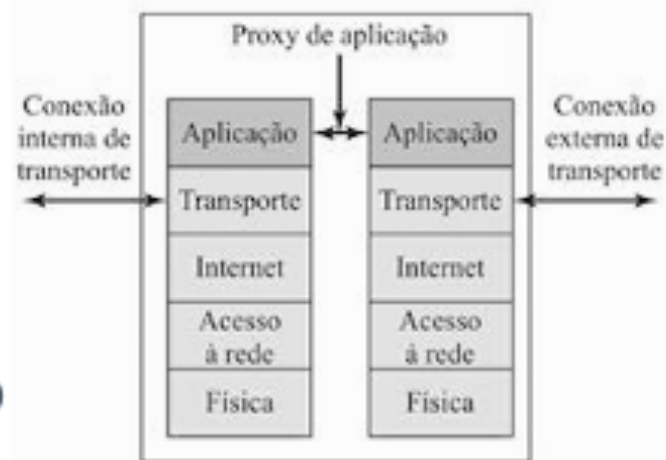 Proxy de aplicação
Conexão
interna de
transporte
Aplicação
Transporte
Internet
Acesso
à rede
Física
Aplicação
Transporte
Internet
Acesso
à rede
Física
Conexão
externa de
transporte